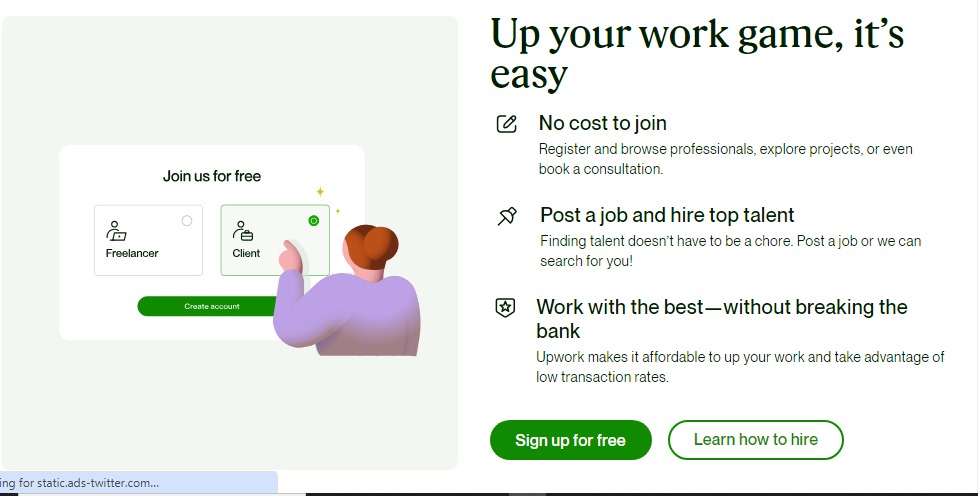 Up your work game, it’s
easy
No cost to join
Register and browse professionals, explore projects, or even
book a consultation.
Join us for free
Freelancer
Client
Create account
Post a job and hire top talent
Finding talent doesn’t have to be a chore. Post a job or we can
search for you!
Work with the best—without breaking the
bank
Upwork makes it affordable to up your work and take advantage of
low transaction rates.
Sign up for free
Learn how to hire
ing for static.ads-twitter.com...